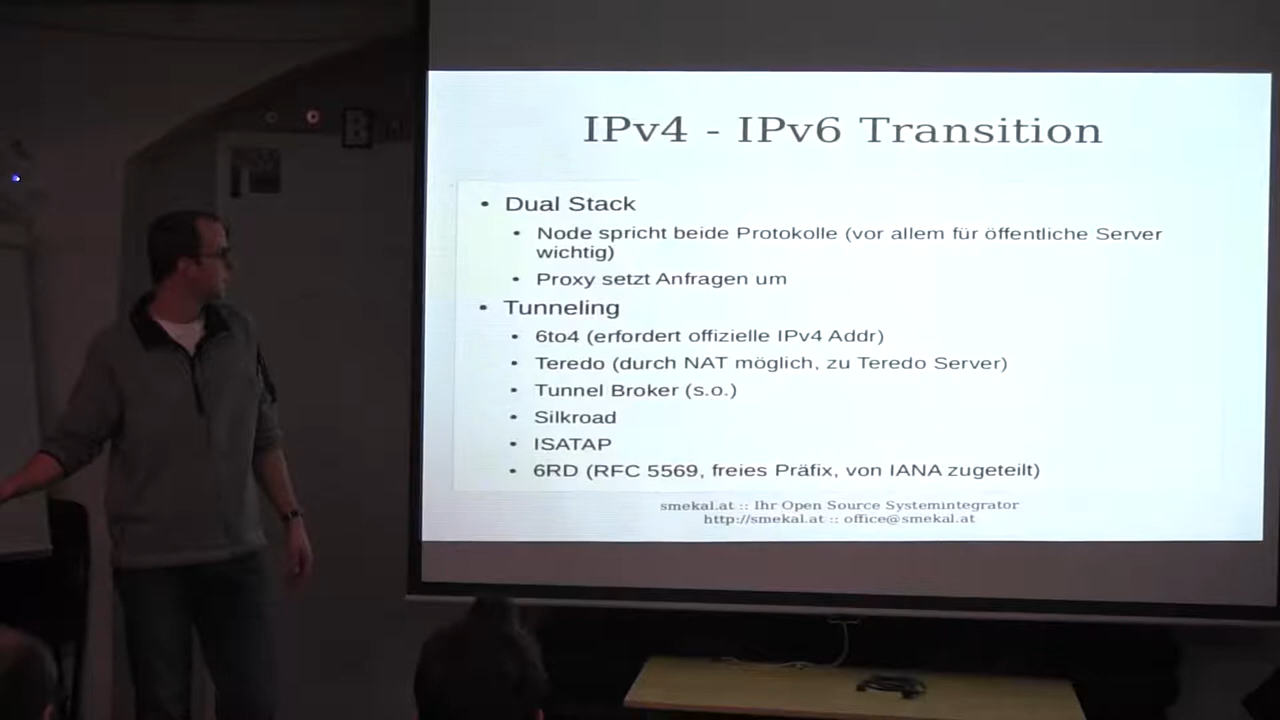 B
IPv4 - IPv6 Transition
• Dual Stack
• Node spricht beide Protokolle (vor allem für öffentliche Server
wichtig)
• Proxy setzt Anfragen um
• Tunneling
• 6to4 (erfordert offizielle IPv4 Addr)
• Teredo (durch NAT möglich, zu Teredo Server)
• Tunnel Broker (s.o.)
• Silkroad
• ISATAP
• 6RD (RFC 5569, freies Präfix, von IANA zugeteilt)
smekal.at :: Ihr Open Source Systemintegrator
http://smekal.at :: office@smekal.at